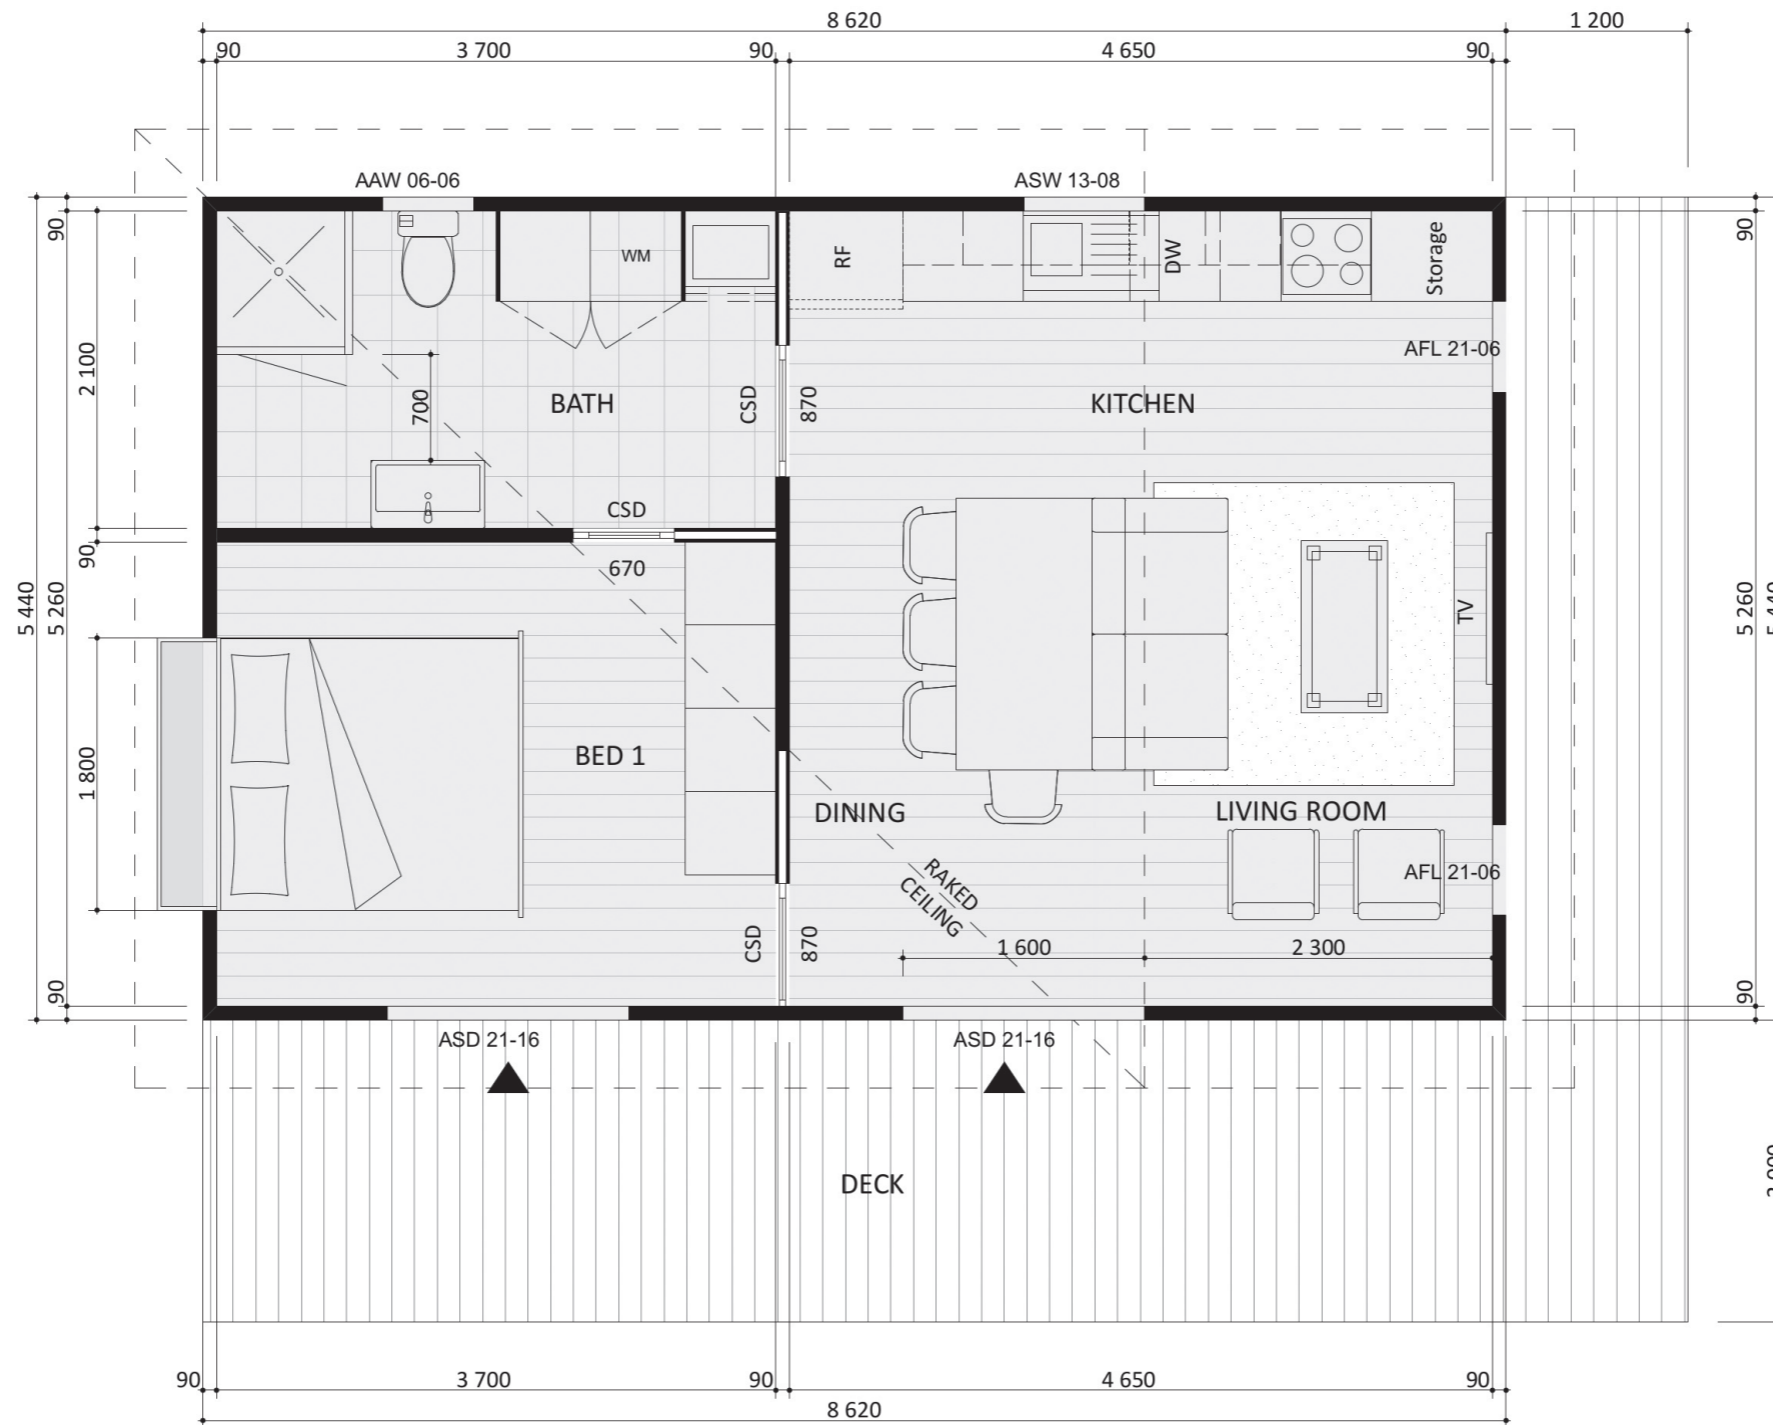 8 620
1 200
90
3 700
90
4 650
90
AAW 06-06
ASW 13-08
90
90
WM
RF
DW
Storage
AFL 21-06
2 100
700
BATH
CSD
870
KITCHEN
CSD
90
670
5 440
5 260
5 260
TV
1 800
BED 1
DINING
LIVING ROOM
AFL 21-06
RAKED
CEILING
CSD
870
1 600
2 300
90
90
ASD 21-16
ASD 21-16
DECK
90
3 700
90
4 650
90
8 620